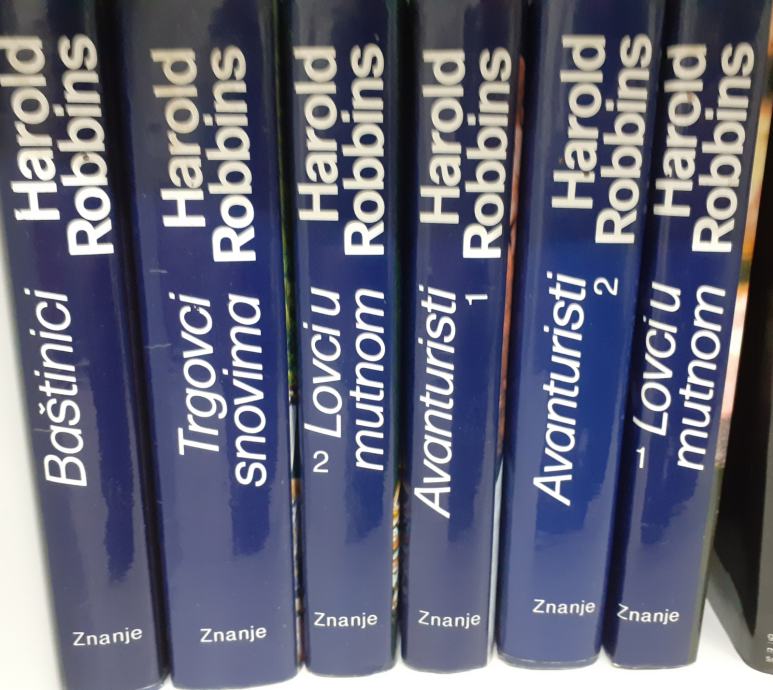 Harold
Robbins
Baštinici
Znanje
Harold
Robbins
Trgovci
snovima
Znanje
Harold
Robbins
Lovci u
mutnom
2
Znanje
Harold
Robbins
Avanturisti
1
Znanje
Harold
Robbins
Avanturisti
2
Znanje
Harold
Robbins
Lovci u
mutnom
1
Znanje